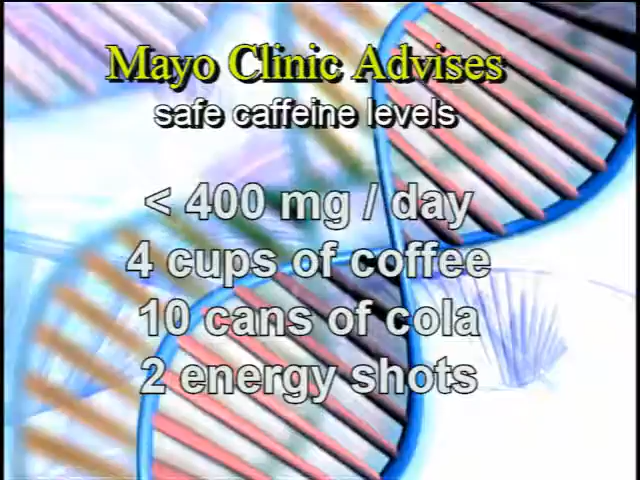 Mayo Clinic Advises
safe caffeine levels
< 400 mg / day
4 cups of coffee
10 cans of cola
2 energy shots